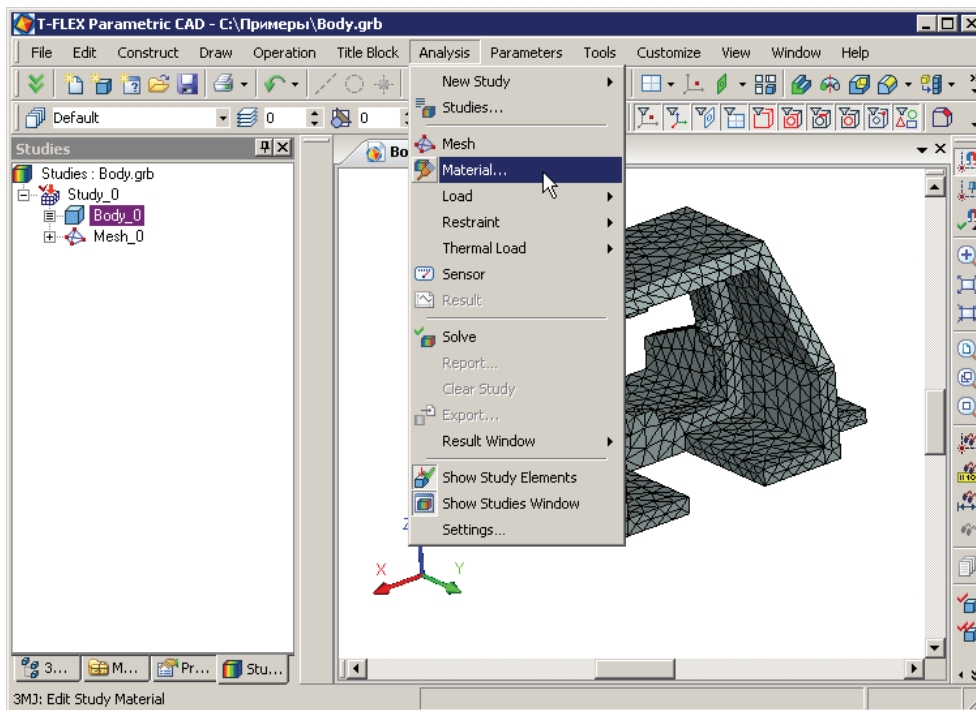 T-FLEX Parametric CAD - C:\Примеры\Body.grb
File Edit Construct Draw Operation Title Block Analysis Parameters Tools Customize View Window Help
Default 0 0
Studies
Studies : Body.grb
Study_0
Body_0
Mesh_0
Bo
New Study
Studies...
Mesh
Material...
Load
Restraint
Thermal Load
Sensor
Result
Solve
Report...
Clear Study
Export...
Result Window
Show Study Elements
Show Studies Window
Settings...
Z
X Y
3... M... Pr... Stu...
3MJ: Edit Study Material